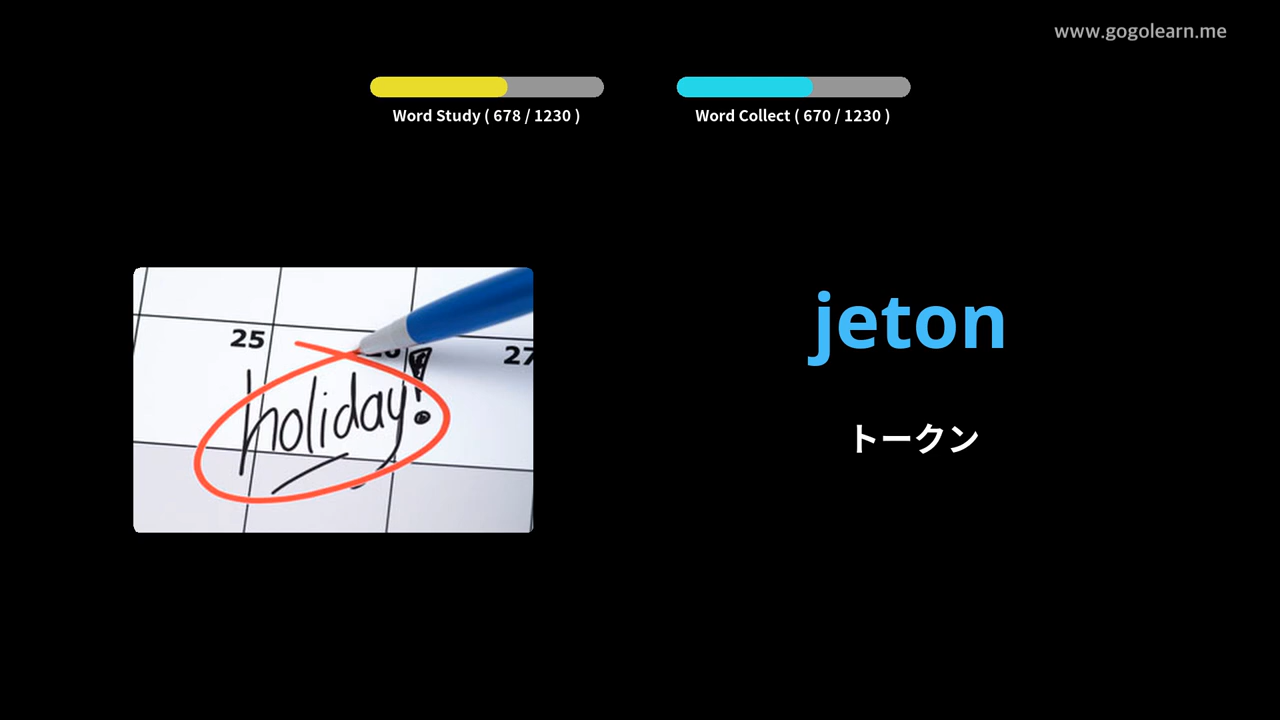 www.gogolearn.me
Word Study ( 678 / 1230 )
Word Collect ( 670 / 1230 )
25
27
holiday!
jeton
トークン